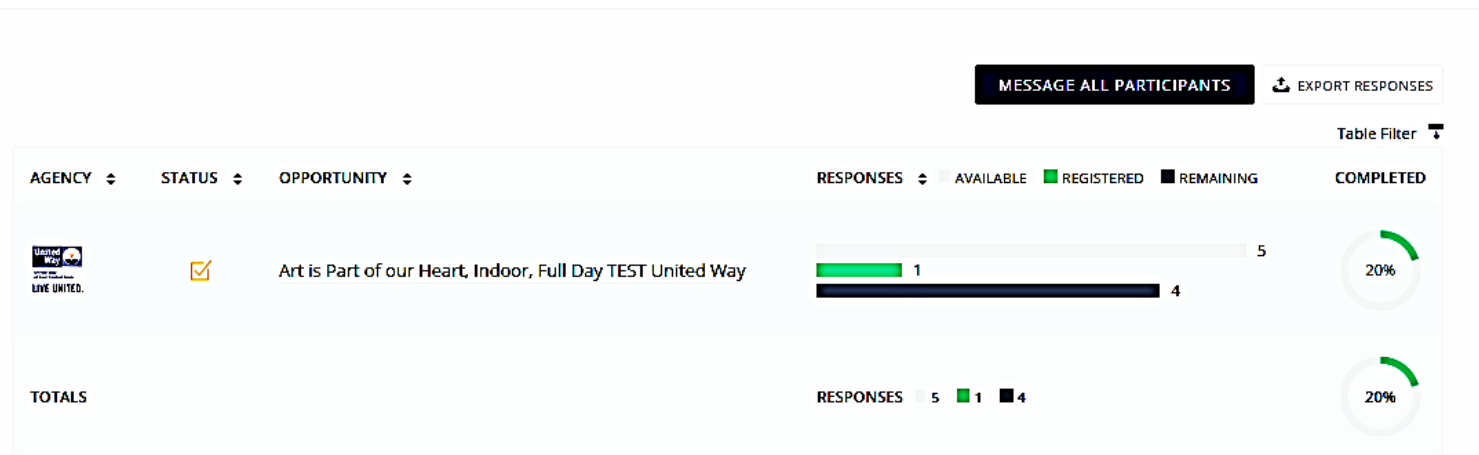 MESSAGE ALL PARTICIPANTS EXPORT RESPONSES
Table Filter
AGENCY STATUS OPPORTUNITY RESPONSES AVAILABLE REGISTERED REMAINING COMPLETED
United
Way
LIVE UNITED.
Art is Part of our Heart, Indoor, Full Day TEST United Way
5
1
4
20%
TOTALS RESPONSES 5 1 4 20%